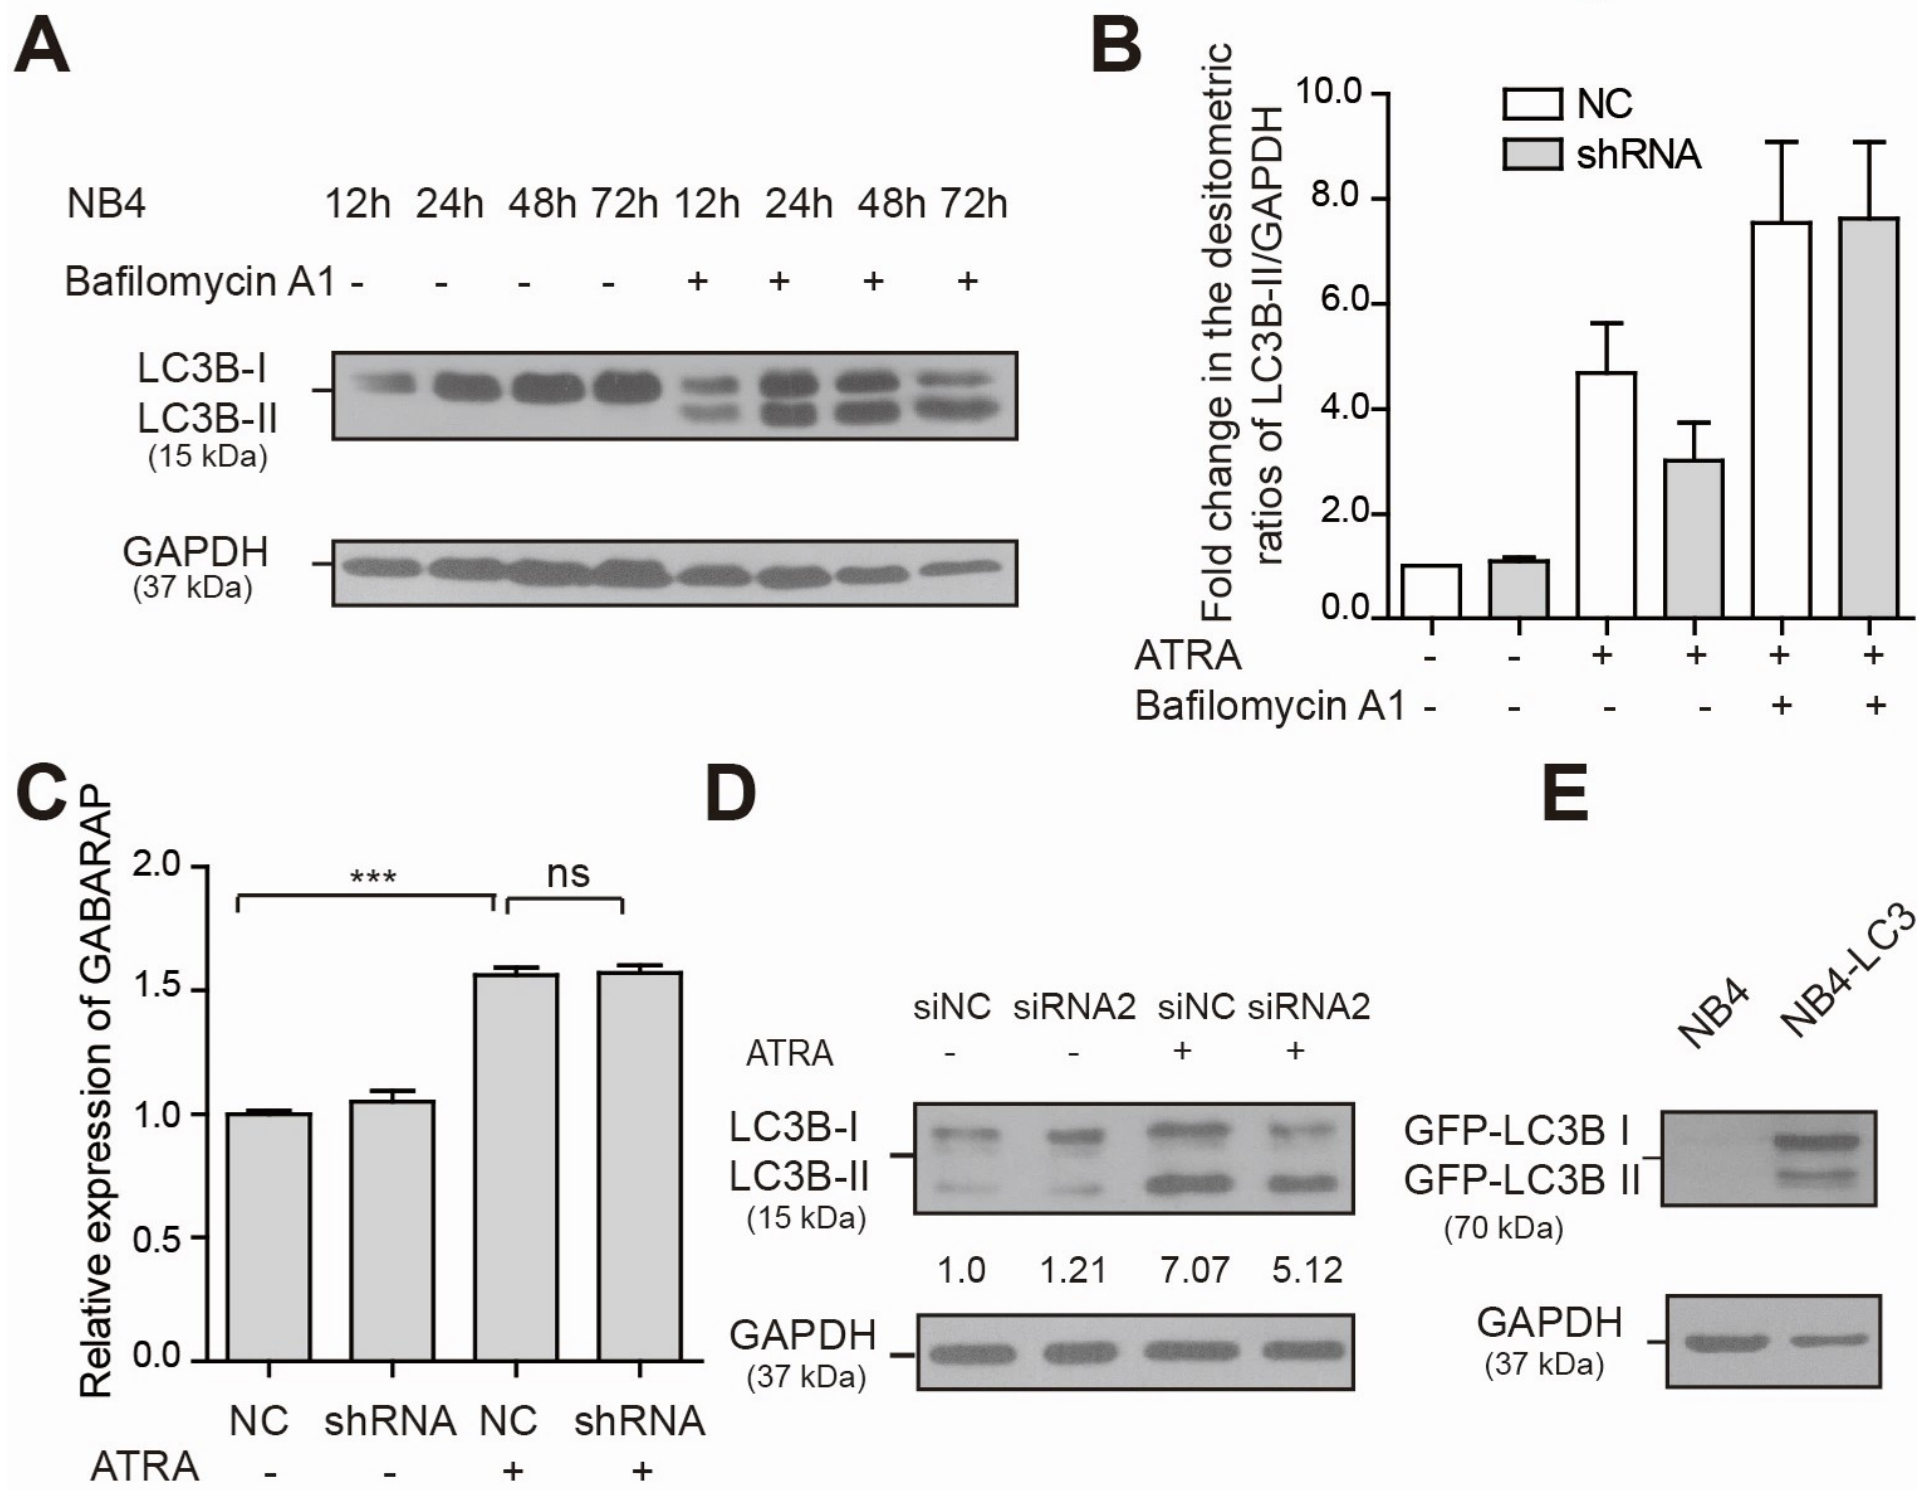 A
NB4 12h 24h 48h 72h 12h 24h 48h 72h
Bafilomycin A1 - - - - + + + +
LC3B-I
LC3B-II
(15 kDa)
GAPDH
(37 kDa)
B
Fold change in the desitometric
ratios of LC3B-II/GAPDH
10.0
8.0
6.0
4.0
2.0
0.0
NC
shRNA
ATRA - - + + + +
Bafilomycin A1 - - - - + +
C
Relative expression of GABARAP
2.0
1.5
1.0
0.5
0.0
*** ns
NC shRNA NC shRNA
ATRA - - + +
D
siNC siRNA2 siNC siRNA2
ATRA - - + +
LC3B-I
LC3B-II
(15 kDa)
1.0 1.21 7.07 5.12
GAPDH
(37 kDa)
E
NB4 NB4-LC3
GFP-LC3B I
GFP-LC3B II
(70 kDa)
GAPDH
(37 kDa)